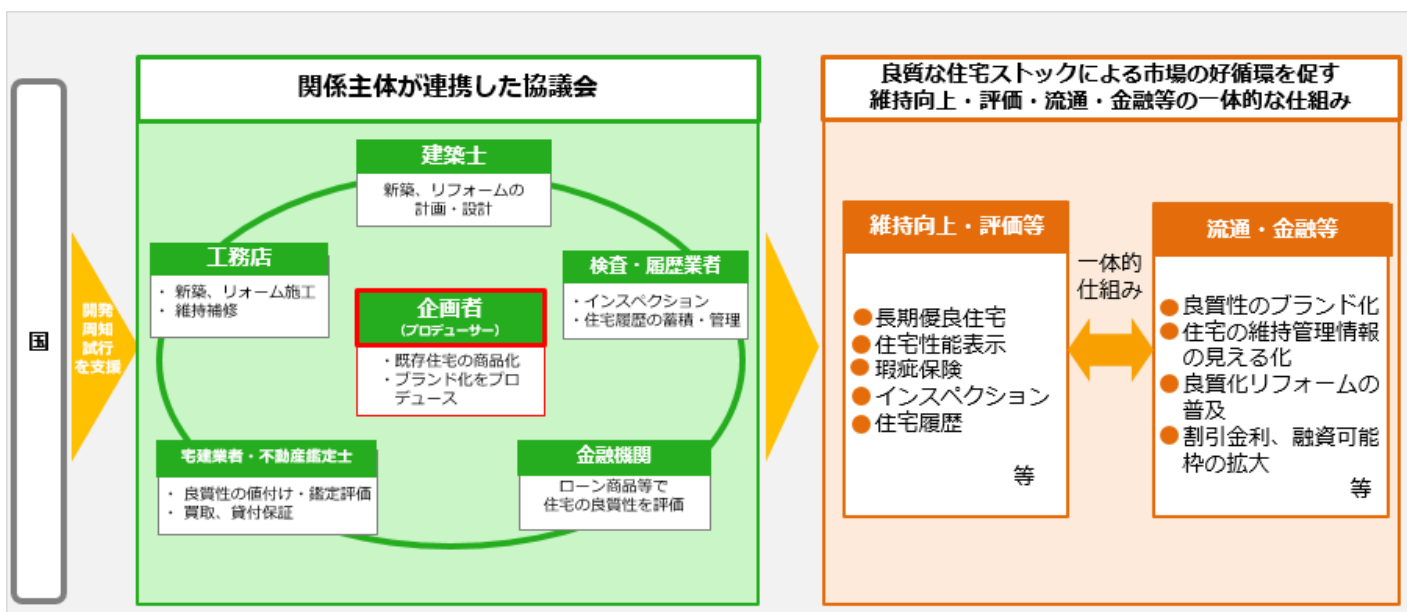 国
開発
周知
試行
を支援
関係主体が連携した協議会
建築士
新築、リフォームの
計画・設計
工務店
・ 新築、リォーム施工
・ 維持補修
検査・履歴業者
・インスペクション
・住宅履歴の蓄積・管理
企画者
(プロデューサー)
・既存住宅の商品化
・ブランド化をプロ
デュース
宅建業者・不動産鑑定士
・ 良質性の値付け・鑑定評価
・ 買取、貸付保証
金融機関
ローン商品等で
住宅の良質性を評価
良質な住宅ストックによる市場の好循環を促す
維持向上・評価・流通・金融等の一体的な仕組み
維持向上・評価等
●長期優良住宅
●住宅性能表示
●瑕疵保険
●インスペクション
●住宅履歴
等
一体的
仕組み
流通・金融等
●良質性のブランド化
●住宅の維持管理情報
の見える化
●良質化リフォームの
普及
●割引金利、融資可能
枠の拡大
等